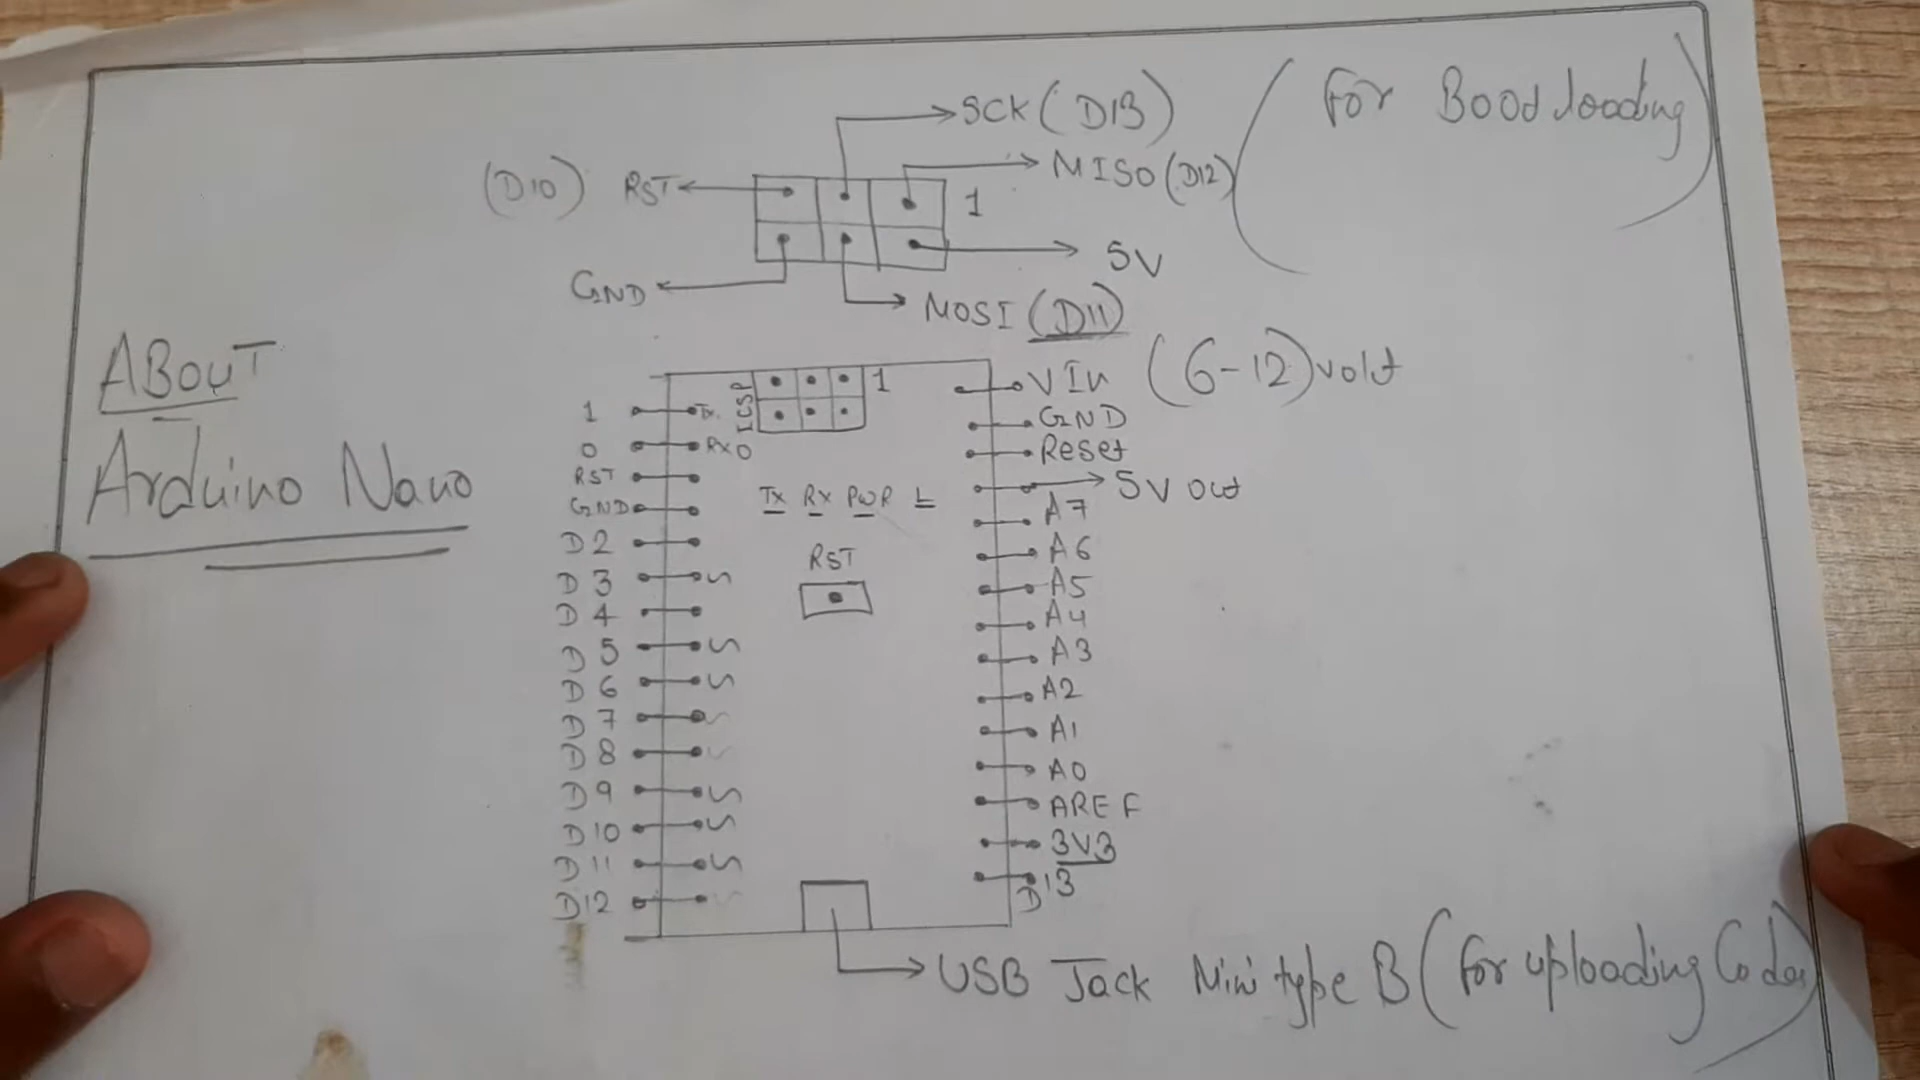 SCK (D13)
(For Bood loading)
MISO (D12)
(D10) RST
1
5V
GND
MOSI (D11)
ABOUT
Arduino Nano
VIn (6-12) volt
ICSP
1
1 Tx
GND
0 Rx0
Reset
RST
5V out
Tx Rx PWR L
GND
A7
D2
A6
RST
D3
A5
D4
A4
D5
A3
D6
A2
D7
A1
D8
A0
D9
AREF
D10
3V3
D11
D13
D12
USB Jack Mini type B (For uploading Codes)